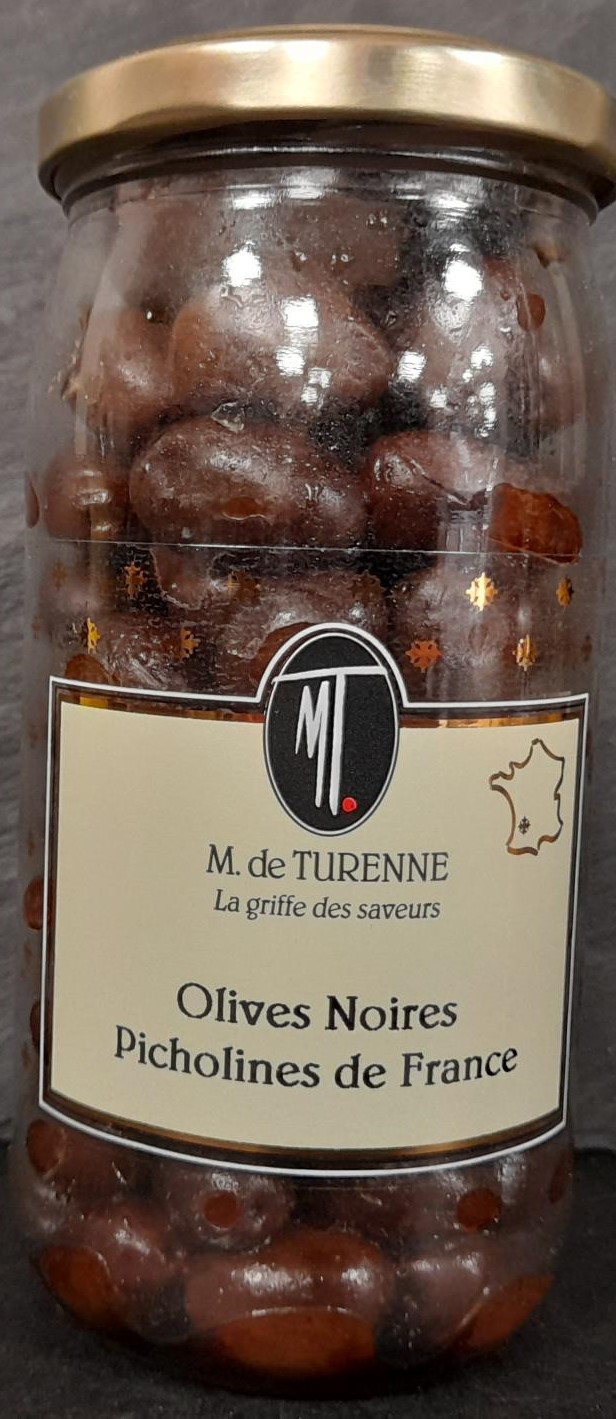 MT.
M. de TURENNE
La griffe des saveurs
Olives Noires
Picholines de France